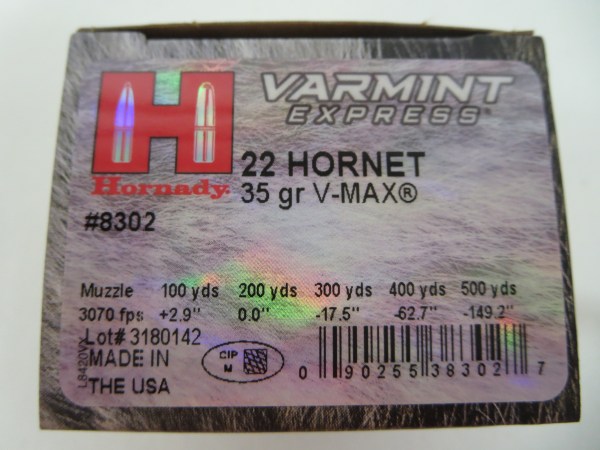 H
VARMINT
EXPRESS®
Hornady
22 HORNET
35 gr V-MAX®
#8302
Muzzle 100 yds 200 yds 300 yds 400 yds 500 yds
3070 fps +2.9" 0.0" -17.5" -62.7" -149.2"
Lot# 3180142
MADE IN
THE USA
CIP
M
0 90255 38302 7